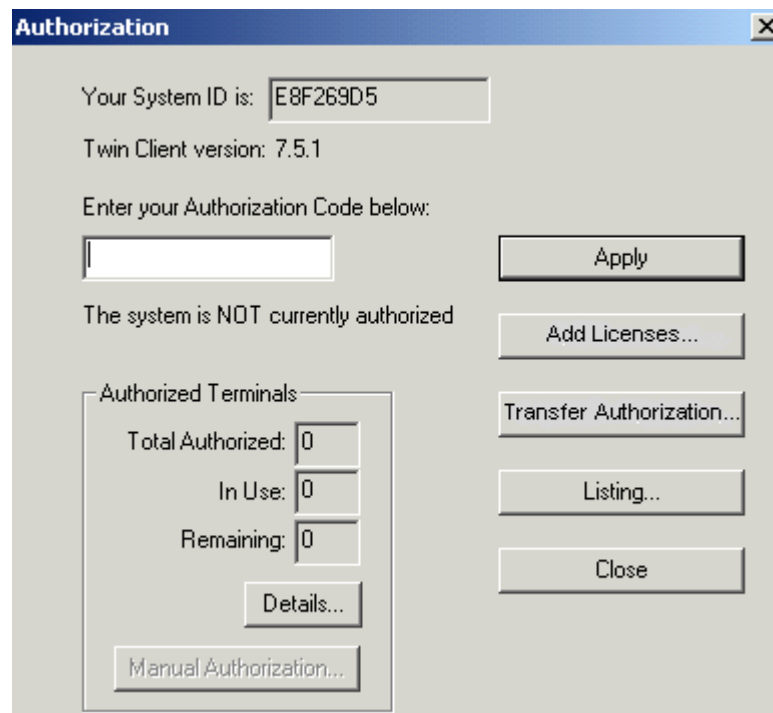 Authorization
Your System ID is: E8F269D5
Twin Client version: 7.5.1
Enter your Authorization Code below:
Apply
The system is NOT currently authorized
Add Licenses...
Authorized Terminals
Transfer Authorization...
Total Authorized: 0
In Use: 0
Listing...
Remaining: 0
Close
Details...
Manual Authorization...